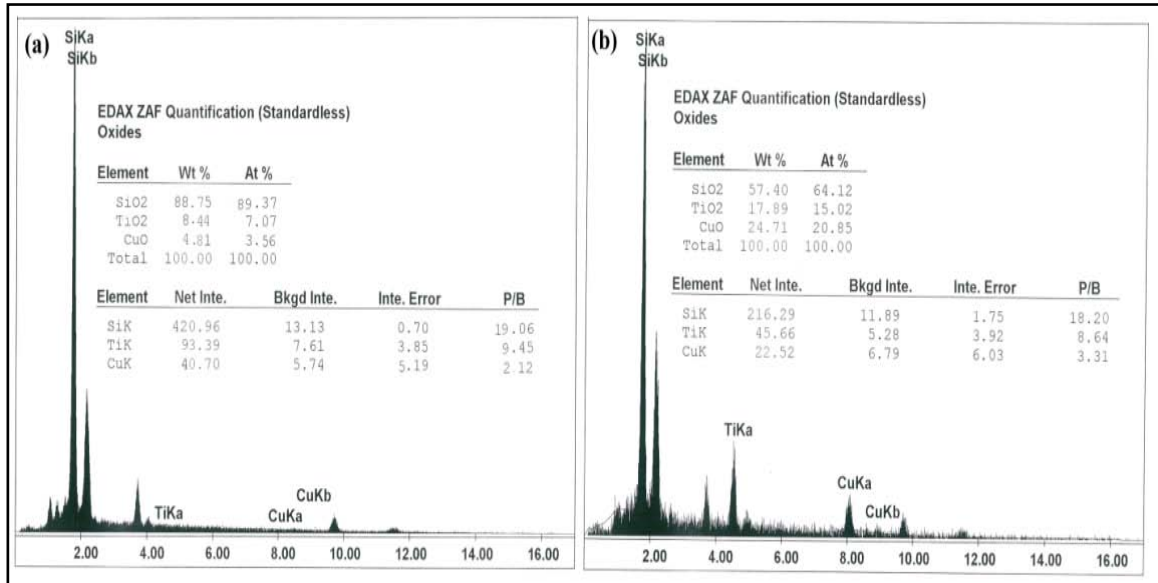 (a) SiKa
SiKb
EDAX ZAF Quantification (Standardless)
Oxides
Element Wt % At %
SiO2 88.75 89.37
TiO2 8.44 7.07
CuO 4.81 3.56
Total 100.00 100.00
Element Net Inte. Bkgd Inte. Inte. Error P/B
SiK 420.96 13.13 0.70 19.06
TiK 93.39 7.61 3.85 9.45
CuK 40.70 5.74 5.19 2.12
TiKa CuKa CuKb
2.00 4.00 6.00 8.00 10.00 12.00 14.00 16.00
(b) SiKa
SiKb
EDAX ZAF Quantification (Standardless)
Oxides
Element Wt % At %
SiO2 57.40 64.12
TiO2 17.89 15.02
CuO 24.71 20.85
Total 100.00 100.00
Element Net Inte. Bkgd Inte. Inte. Error P/B
SiK 216.29 11.89 1.75 18.20
TiK 45.66 5.28 3.92 8.64
CuK 22.52 6.79 6.03 3.31
TiKa
CuKa
CuKb
2.00 4.00 6.00 8.00 10.00 12.00 14.00 16.00